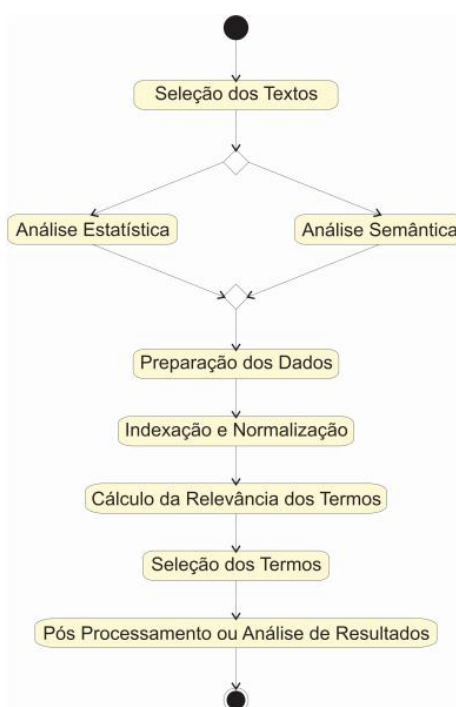 Seleção dos Textos
Análise Estatística
Análise Semântica
Preparação dos Dados
Indexação e Normalização
Cálculo da Relevância dos Termos
Seleção dos Termos
Pós Processamento ou Análise de Resultados